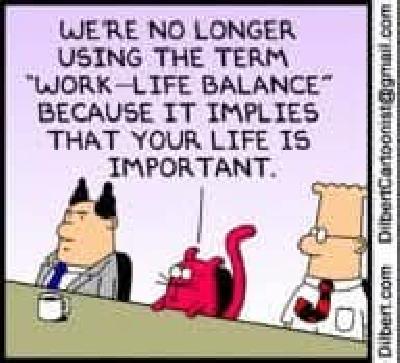 WE'RE NO LONGER
USING THE TERM
"WORK—LIFE BALANCE"
BECAUSE IT IMPLIES
THAT YOUR LIFE IS
IMPORTANT.
Dilbert.com DilbertCartoonist@gmail.com